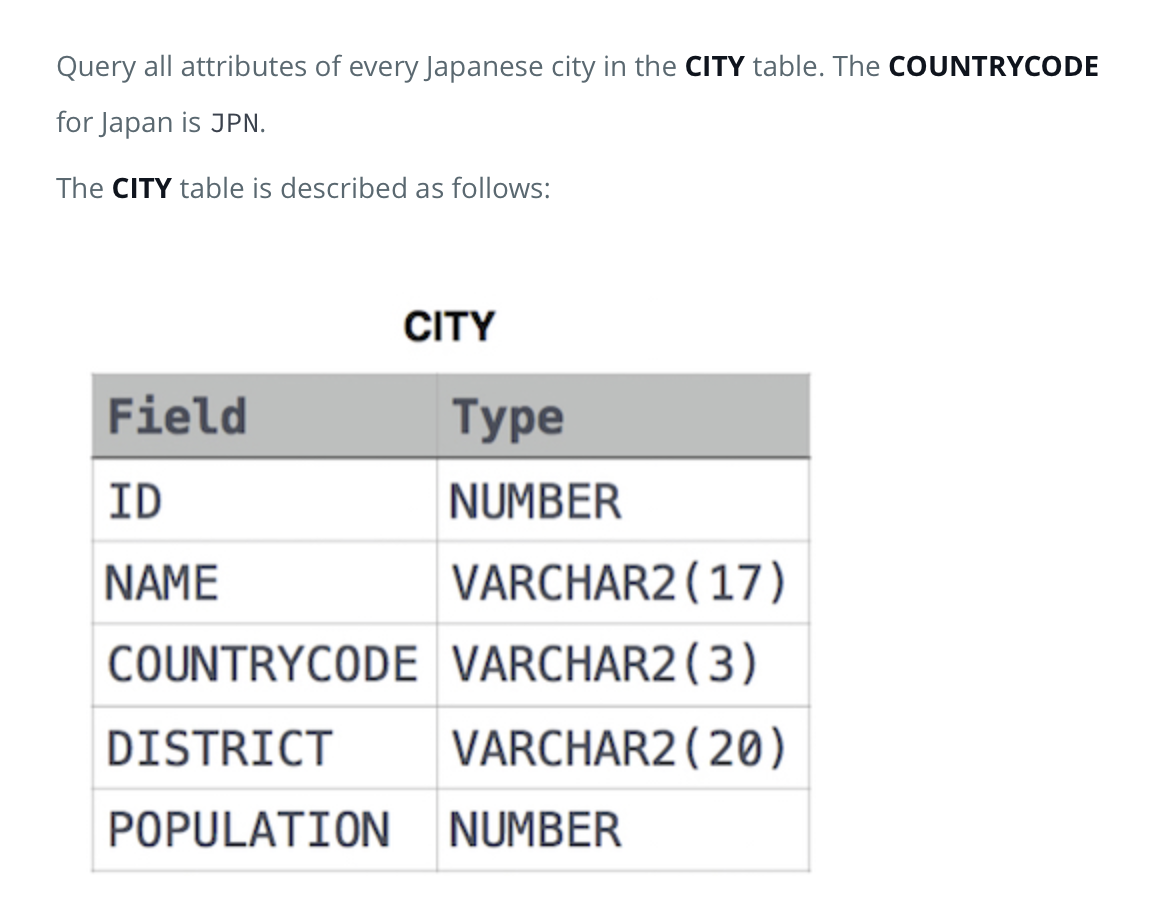 Query all attributes of every Japanese city in the CITY table. The COUNTRYCODE
for Japan is JPN.
The CITY table is described as follows:
CITY
Field Type
ID NUMBER
NAME VARCHAR2(17)
COUNTRYCODE VARCHAR2(3)
DISTRICT VARCHAR2(20)
POPULATION NUMBER